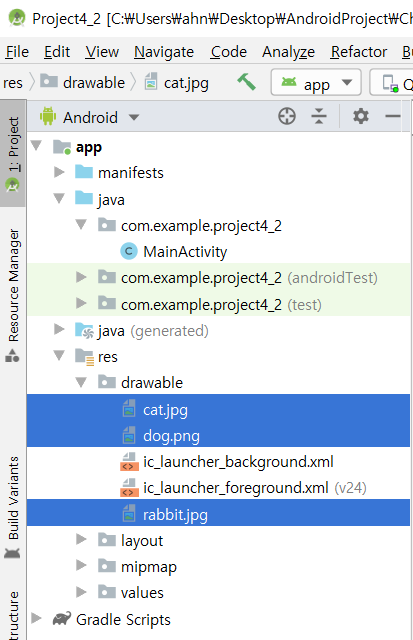 Project4_2 [C:₩Users₩ahn₩Desktop₩AndroidProject₩Ch
File Edit View Navigate Code Analyze Refactor B
res drawable cat.jpg app Q
Android
1: Project
app
manifests
java
com.example.project4_2
MainActivity
com.example.project4_2 (androidTest)
com.example.project4_2 (test)
java (generated)
res
drawable
cat.jpg
dog.png
ic_launcher_background.xml
ic_launcher_foreground.xml (v24)
rabbit.jpg
layout
mipmap
values
Gradle Scripts
Resource Manager
Build Variants
tructure